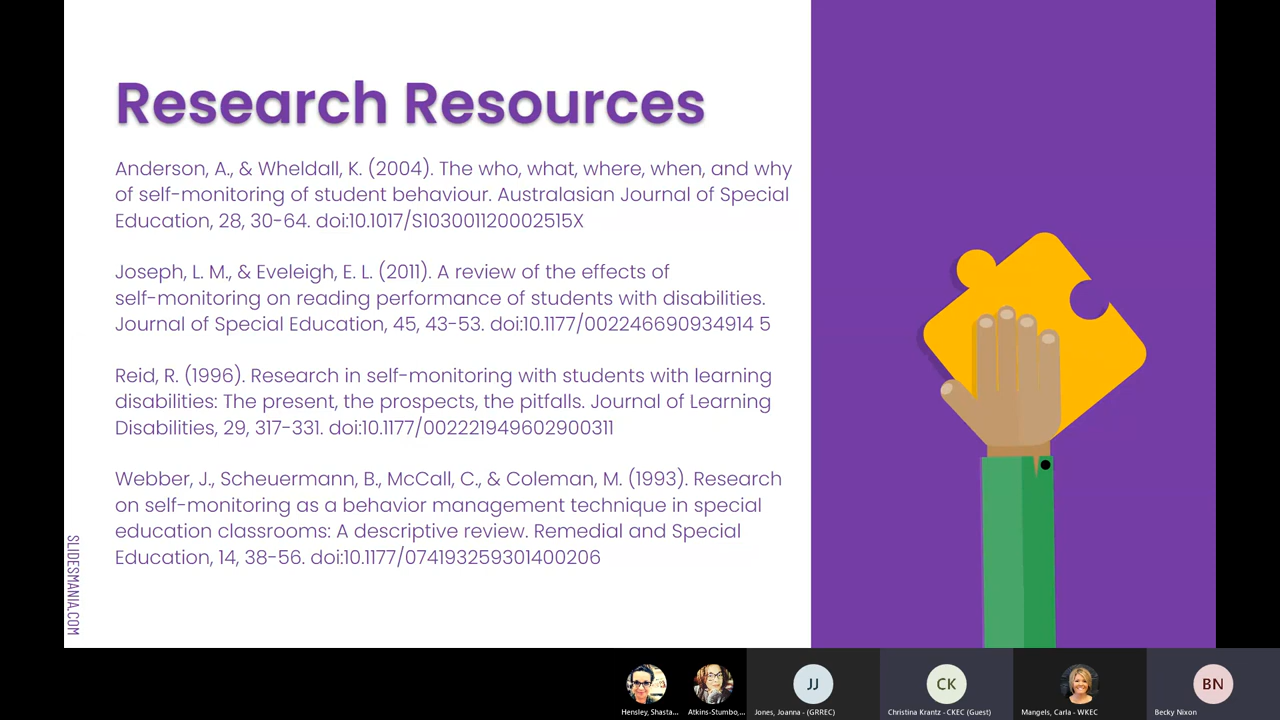 Research Resources
Anderson, A., & Wheldall, K. (2004). The who, what, where, when, and why
of self-monitoring of student behaviour. Australasian Journal of Special
Education, 28, 30-64. doi:10.1017/S103001120002515X
Joseph, L. M., & Eveleigh, E. L. (2011). A review of the effects of
self-monitoring on reading performance of students with disabilities.
Journal of Special Education, 45, 43-53. doi:10.1177/002246690934914 5
Reid, R. (1996). Research in self-monitoring with students with learning
disabilities: The present, the prospects, the pitfalls. Journal of Learning
Disabilities, 29, 317-331. doi:10.1177/002221949602900311
Webber, J., Scheuermann, B., McCall, C., & Coleman, M. (1993). Research
on self-monitoring as a behavior management technique in special
education classrooms: A descriptive review. Remedial and Special
Education, 14, 38-56. doi:10.1177/074193259301400206
SLIDESMANIA.COM
JJ
CK
BN
Hensley, Shasta...
Atkins-Stumbo,...
Jones, Joanna - (GRREC)
Christina Krantz - CKEC (Guest)
Mangels, Carla - WKEC
Becky Nixon